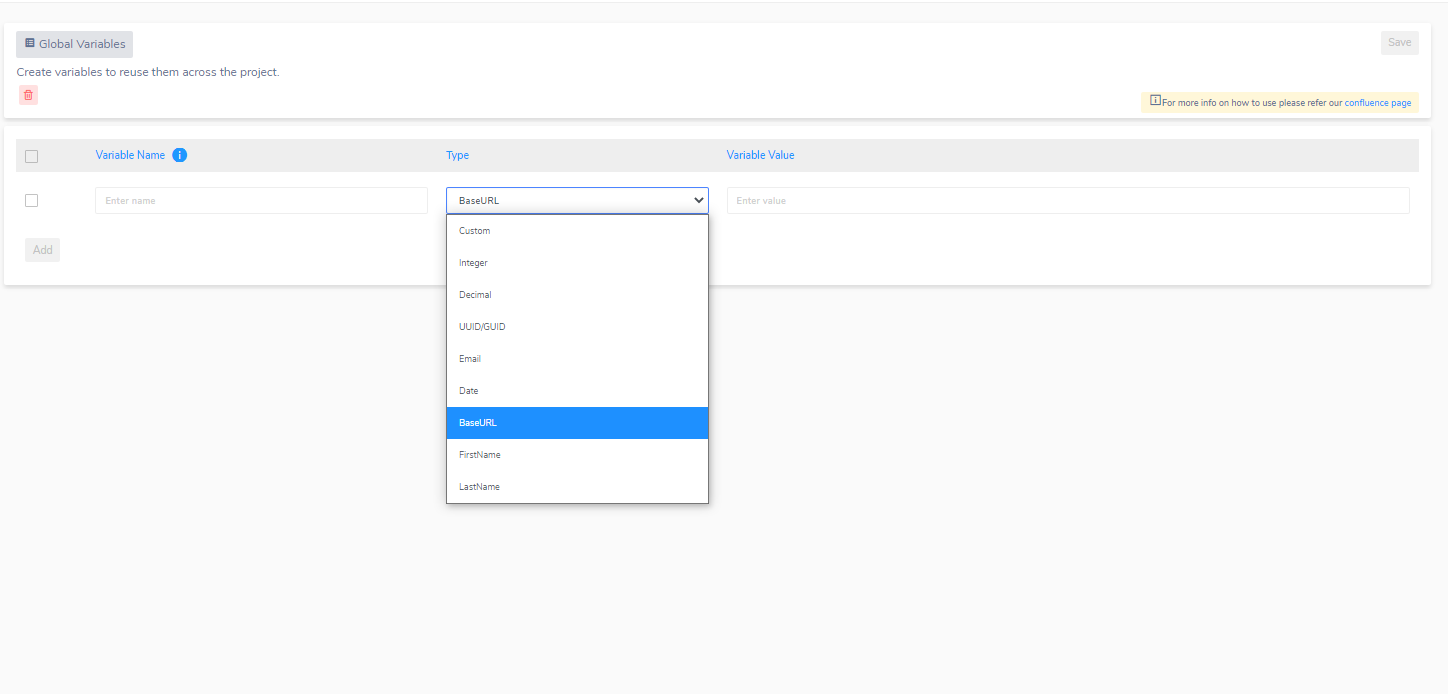 Global Variables
Save
Create variables to reuse them across the project.
For more info on how to use please refer our confluence page
Variable Name
Type
Variable Value
Enter name
BaseURL
Enter value
Custom
Add
Integer
Decimal
UUID/GUID
Email
Date
BaseURL
FirstName
LastName